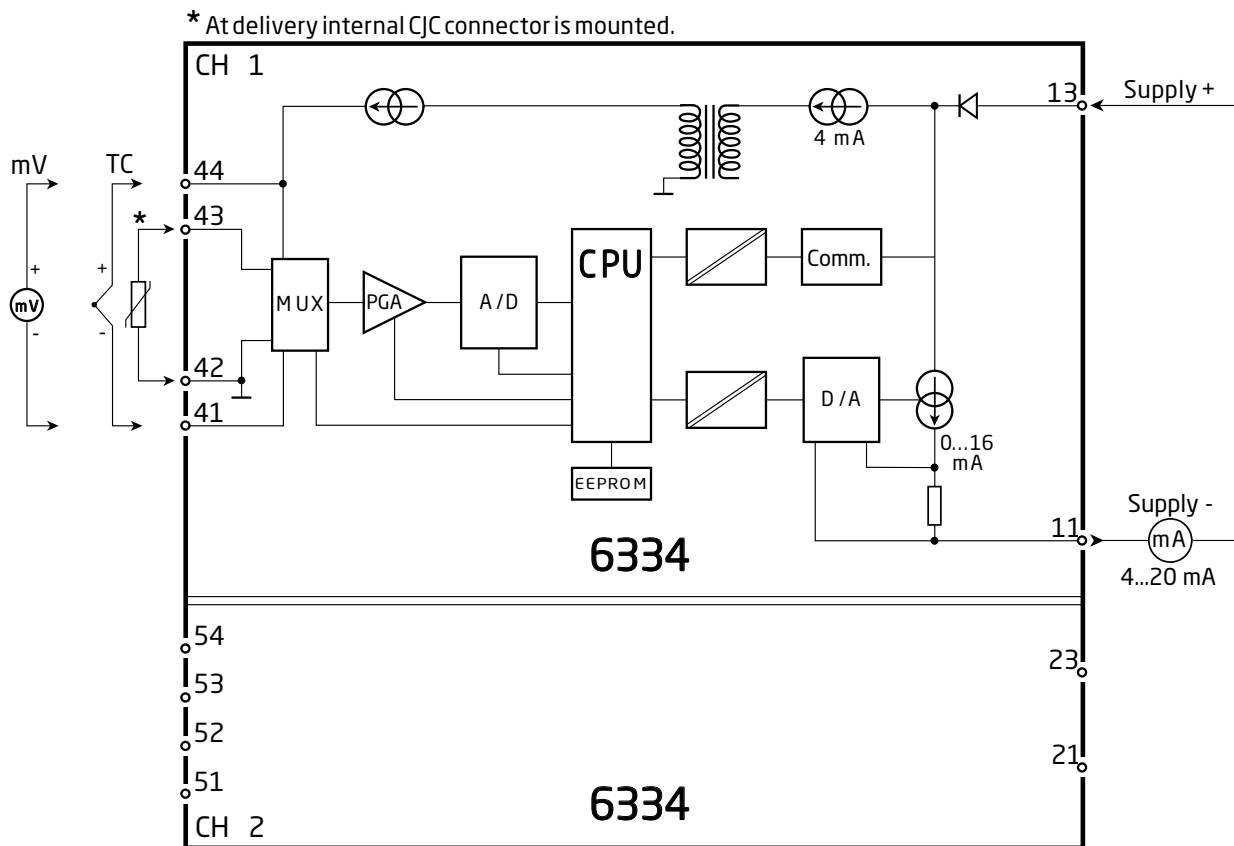 * At delivery internal CJC connector is mounted.
CH 1
13
Supply +
4 mA
mV
TC
44
*
43
CPU
Comm.
+
+
MUX
PGA
A/D
mV
-
-
42
D/A
41
0...16
mA
EEPROM
Supply -
11
mA
6334
4...20 mA
54
23
53
52
21
51
6334
CH 2